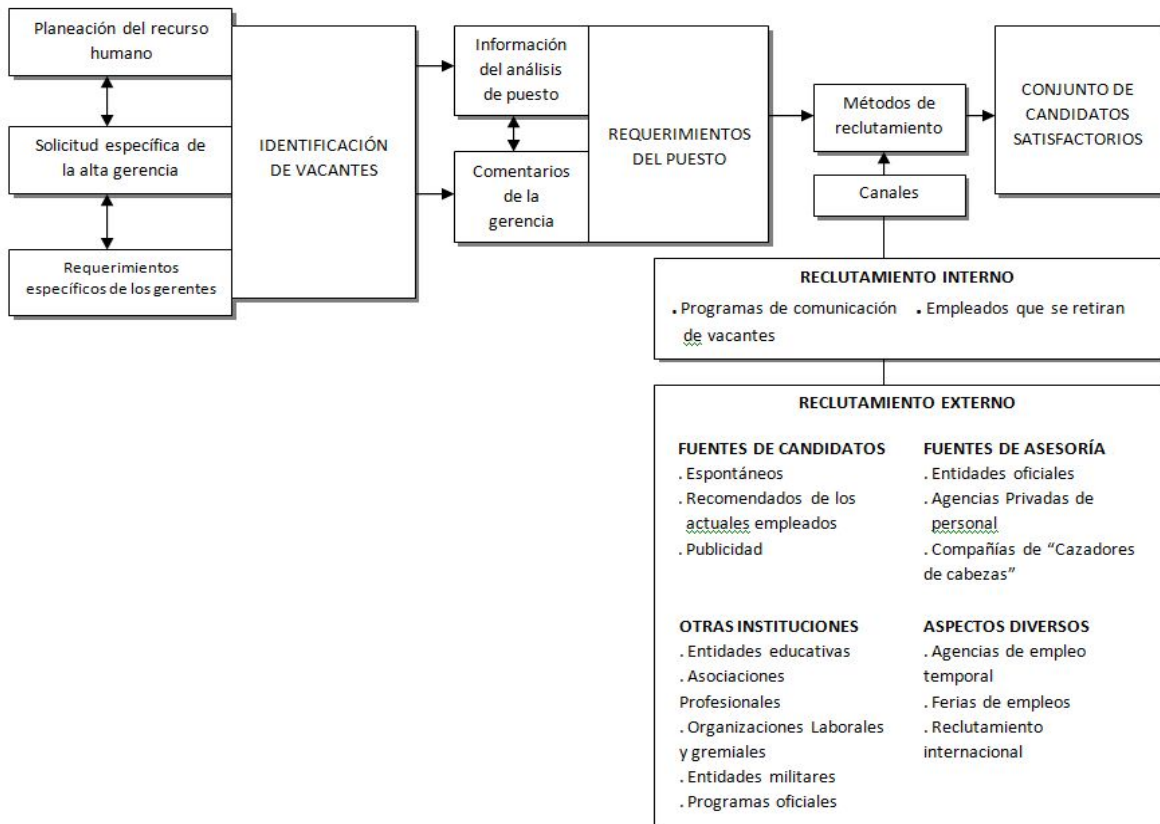 Planeación del recurso
humano
Solicitud específica de
la alta gerencia
Requerimientos
específicos de los gerentes
IDENTIFICACIÓN
DE VACANTES
Información
del análisis
de puesto
Comentarios
de la
gerencia
REQUERIMIENTOS
DEL PUESTO
Métodos de
reclutamiento
Canales
CONJUNTO DE
CANDIDATOS
SATISFACTORIOS
RECLUTAMIENTO INTERNO
. Programas de comunicación
de vacantes
. Empleados que se retiran
RECLUTAMIENTO EXTERNO
FUENTES DE CANDIDATOS
. Espontáneos
. Recomendados de los
actuales empleados
. Publicidad
FUENTES DE ASESORÍA
. Entidades oficiales
. Agencias Privadas de
personal
. Compañías de “Cazadores
de cabezas”
OTRAS INSTITUCIONES
. Entidades educativas
. Asociaciones
Profesionales
. Organizaciones Laborales
y gremiales
. Entidades militares
. Programas oficiales
ASPECTOS DIVERSOS
. Agencias de empleo
temporal
. Ferias de empleos
. Reclutamiento
internacional